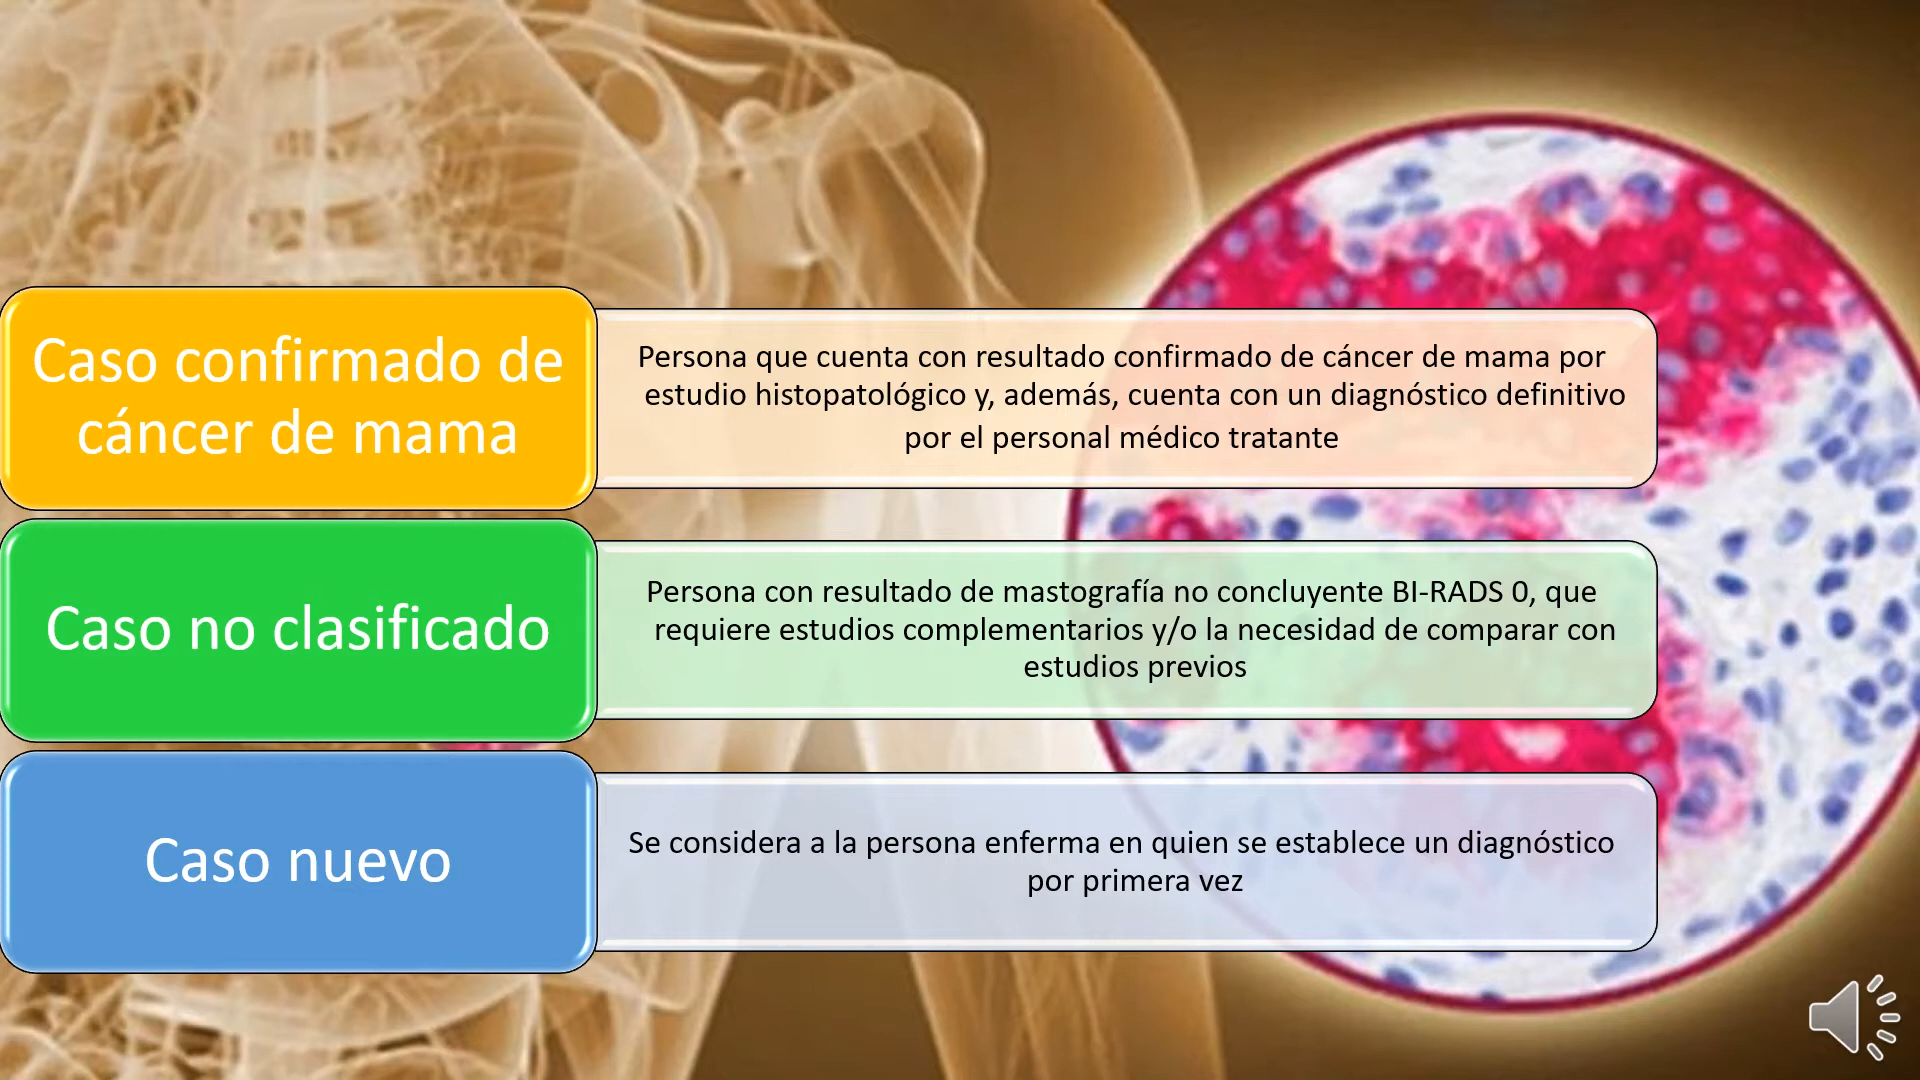 Caso confirmado de
cáncer de mama
Persona que cuenta con resultado confirmado de cáncer de mama por
estudio histopatológico y, además, cuenta con un diagnóstico definitivo
por el personal médico tratante
Caso no clasificado
Persona con resultado de mastografía no concluyente BI-RADS 0, que
requiere estudios complementarios y/o la necesidad de comparar con
estudios previos
Caso nuevo
Se considera a la persona enferma en quien se establece un diagnóstico
por primera vez